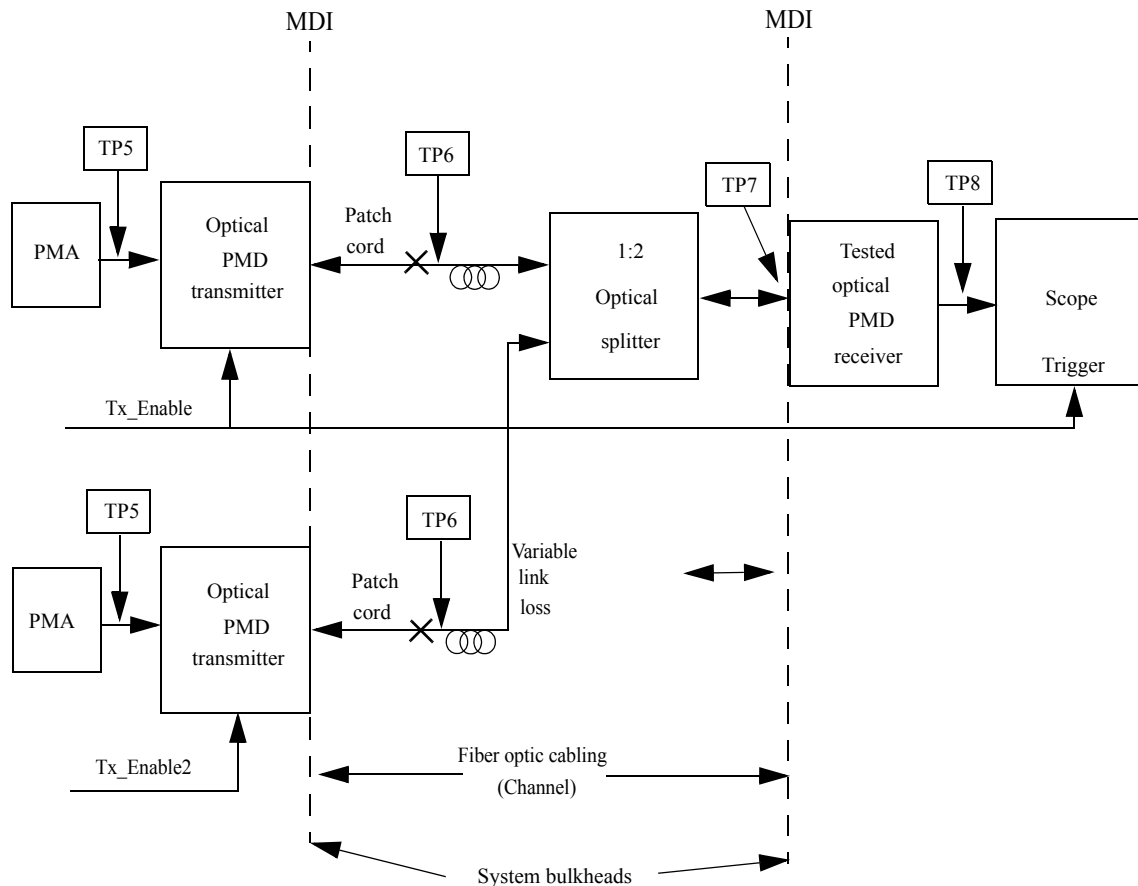 MDI
MDI
TP5
TP6
TP7
TP8
PMA
Optical
PMD
transmitter
Patch
cord
1:2
Optical
splitter
Tested
optical
PMD
receiver
Scope
Trigger
Tx_Enable
TP5
TP6
PMA
Optical
PMD
transmitter
Patch
cord
Variable
link
loss
Tx_Enable2
Fiber optic cabling
(Channel)
System bulkheads